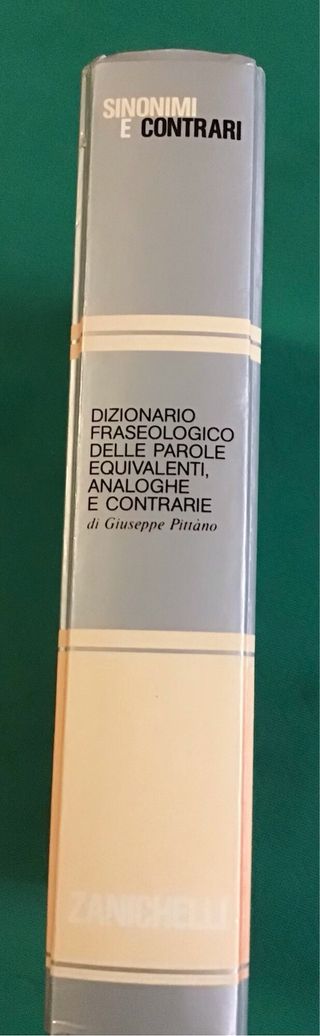 SINONIMI
E CONTRARI
DIZIONARIO
FRASEOLOGICO
DELLE PAROLE
EQUIVALENTI,
ANALOGHE
E CONTRARIE
di Giuseppe Pittàno
ZANICHELLI